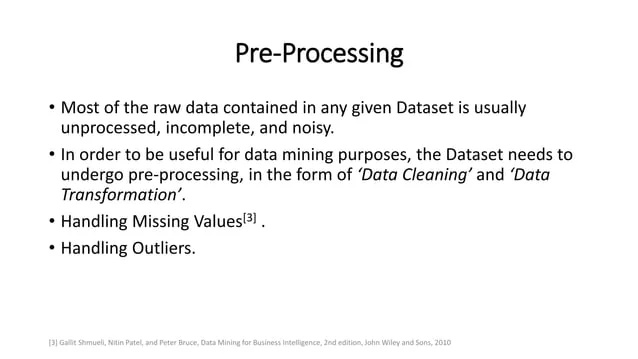 Pre-Processing
• Most of the raw data contained in any given Dataset is usually
unprocessed, incomplete, and noisy.
• In order to be useful for data mining purposes, the Dataset needs to
undergo pre-processing, in the form of ‘Data Cleaning’ and ‘Data
Transformation’.
• Handling Missing Values[3] .
• Handling Outliers.
[3] Gallit Shmueli, Nitin Patel, and Peter Bruce, Data Mining for Business Intelligence, 2nd edition, John Wiley and Sons, 2010